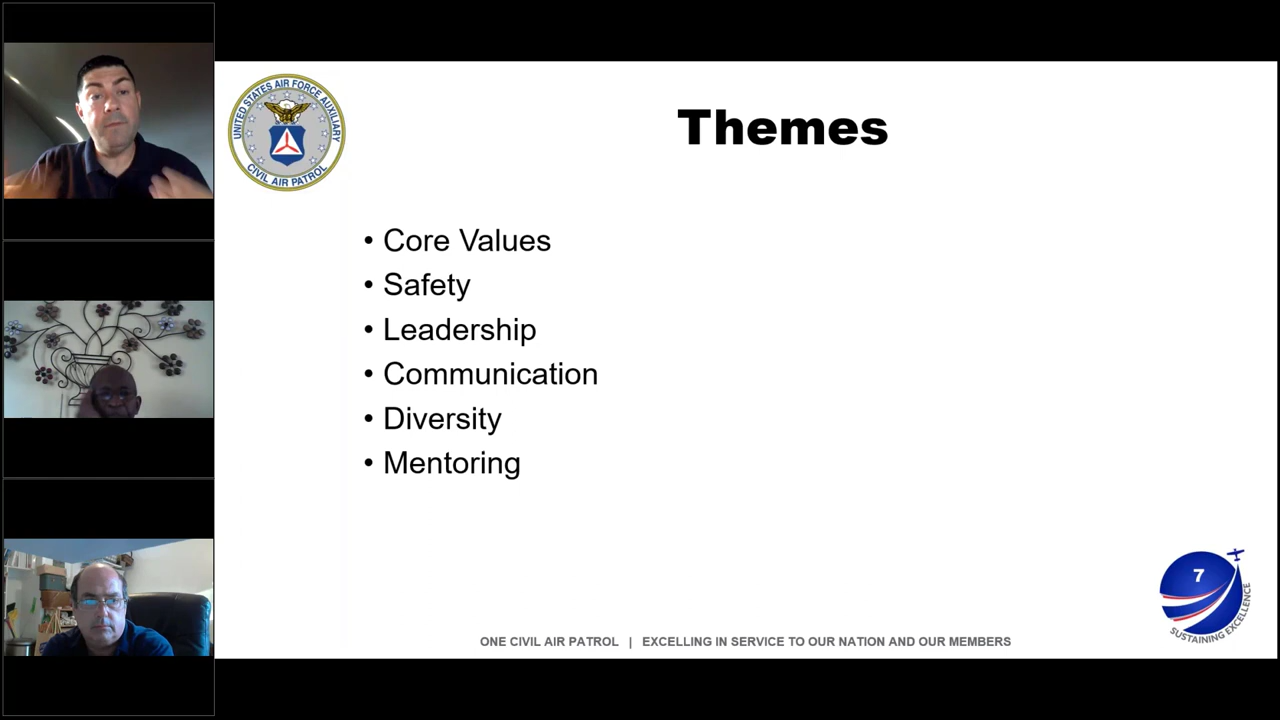 UNITED STATES AIR FORCE AUXILIARY
CIVIL AIR PATROL
Themes
• Core Values
• Safety
• Leadership
• Communication
• Diversity
• Mentoring
7
SUSTAINING EXCELLENCE
ONE CIVIL AIR PATROL | EXCELLING IN SERVICE TO OUR NATION AND OUR MEMBERS